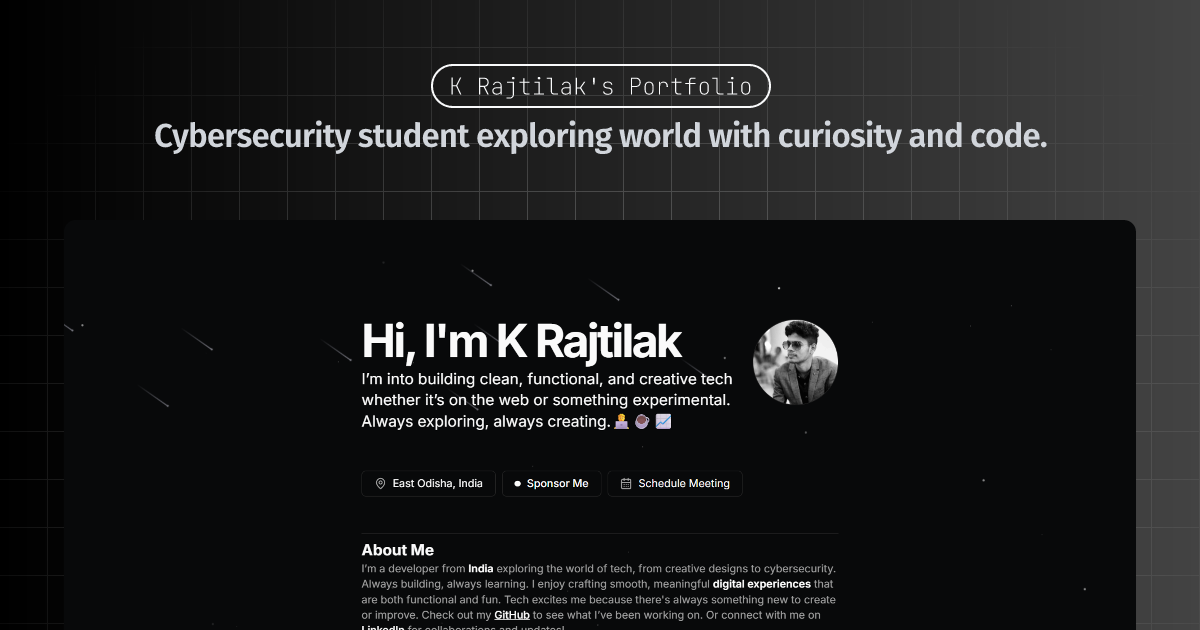 K Rajtilak's Portfolio
Cybersecurity student exploring world with curiosity and code.
Hi, I'm K Rajtilak
I’m into building clean, functional, and creative tech
whether it’s on the web or something experimental.
Always exploring, always creating.
East Odisha, India
Sponsor Me
Schedule Meeting
About Me
I’m a developer from India exploring the world of tech, from creative designs to cybersecurity.
Always building, always learning. I enjoy crafting smooth, meaningful digital experiences that
are both functional and fun. Tech excites me because there's always something new to create
or improve. Check out my GitHub to see what I’ve been working on. Or connect with me on
LinkedIn for collaborations and updates!